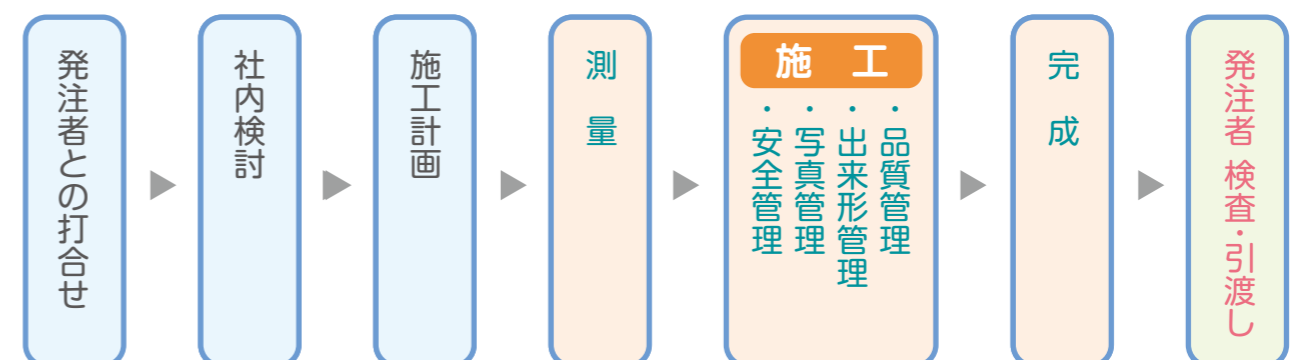 発注者との打合せ
社内検討
施工計画
測量
施工
・品質管理
・出来形管理
・写真管理
・安全管理
完成
発注者 検査・引渡し